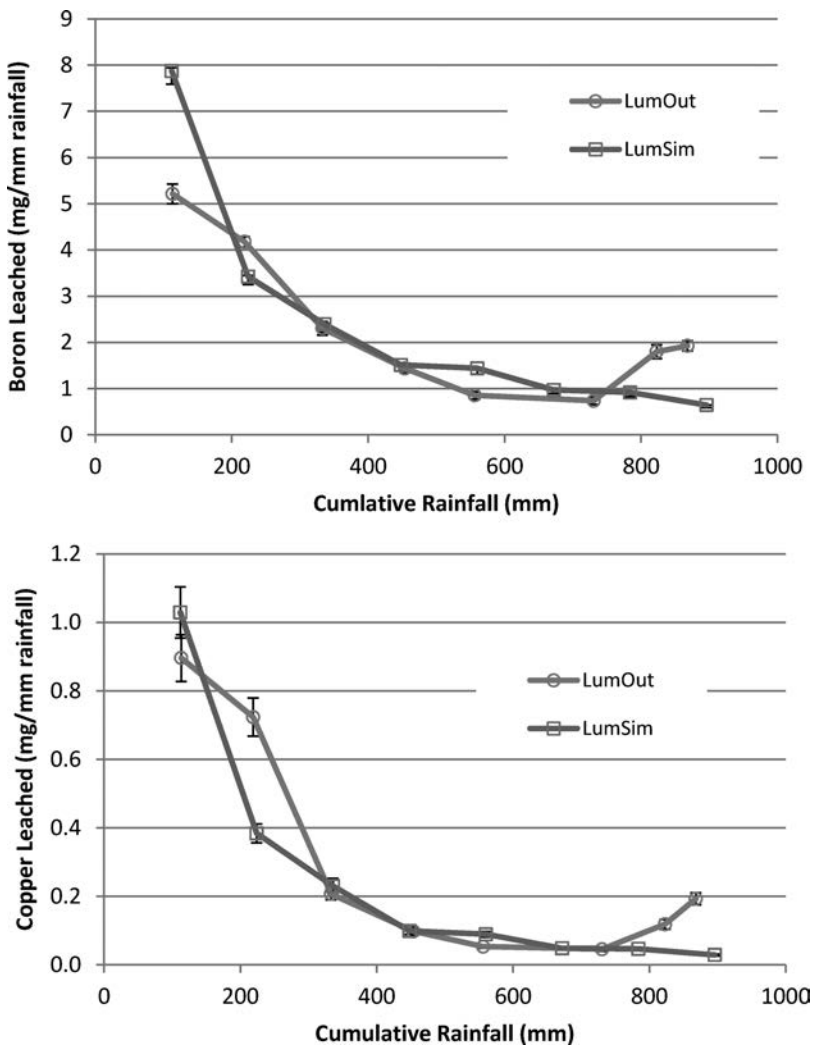 9
8
7
6
5
4
3
2
1
0
Boron Leached (mg/mm rainfall)
LumOut
LumSim
0 200 400 600 800 1000
Cumlative Rainfall (mm)
1.2
1.0
0.8
0.6
0.4
0.2
0.0
Copper Leached (mg/mm rainfall)
LumOut
LumSim
0 200 400 600 800 1000
Cumulative Rainfall (mm)